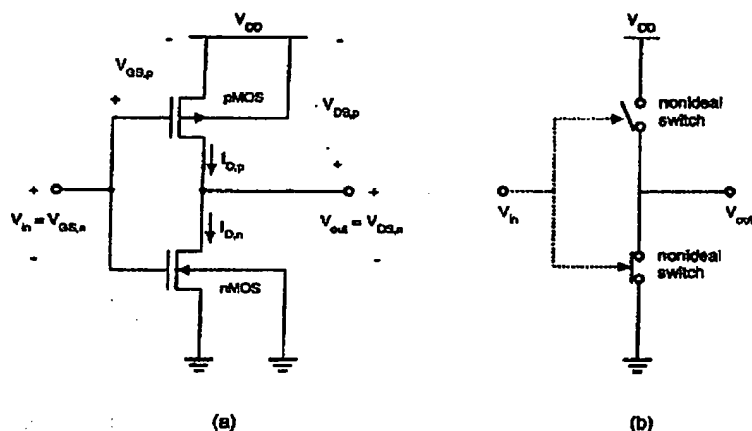 V_DD
V_GS,p
pMOS
V_DS,p
I_D,p
V_in = V_GS,n
I_D,n
V_out = V_DS,n
nMOS
(a)
V_DD
nonideal
switch
V_in
V_out
nonideal
switch
(b)